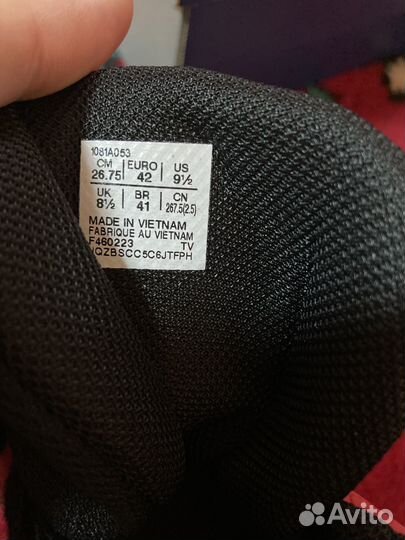 1081A053
CM EURO US
26.75 42 9½
UK BR CN
8½ 41 267.5(2.5)
MADE IN VIETNAM
FABRIQUE AU VIETNAM
F460223 TV
Avito